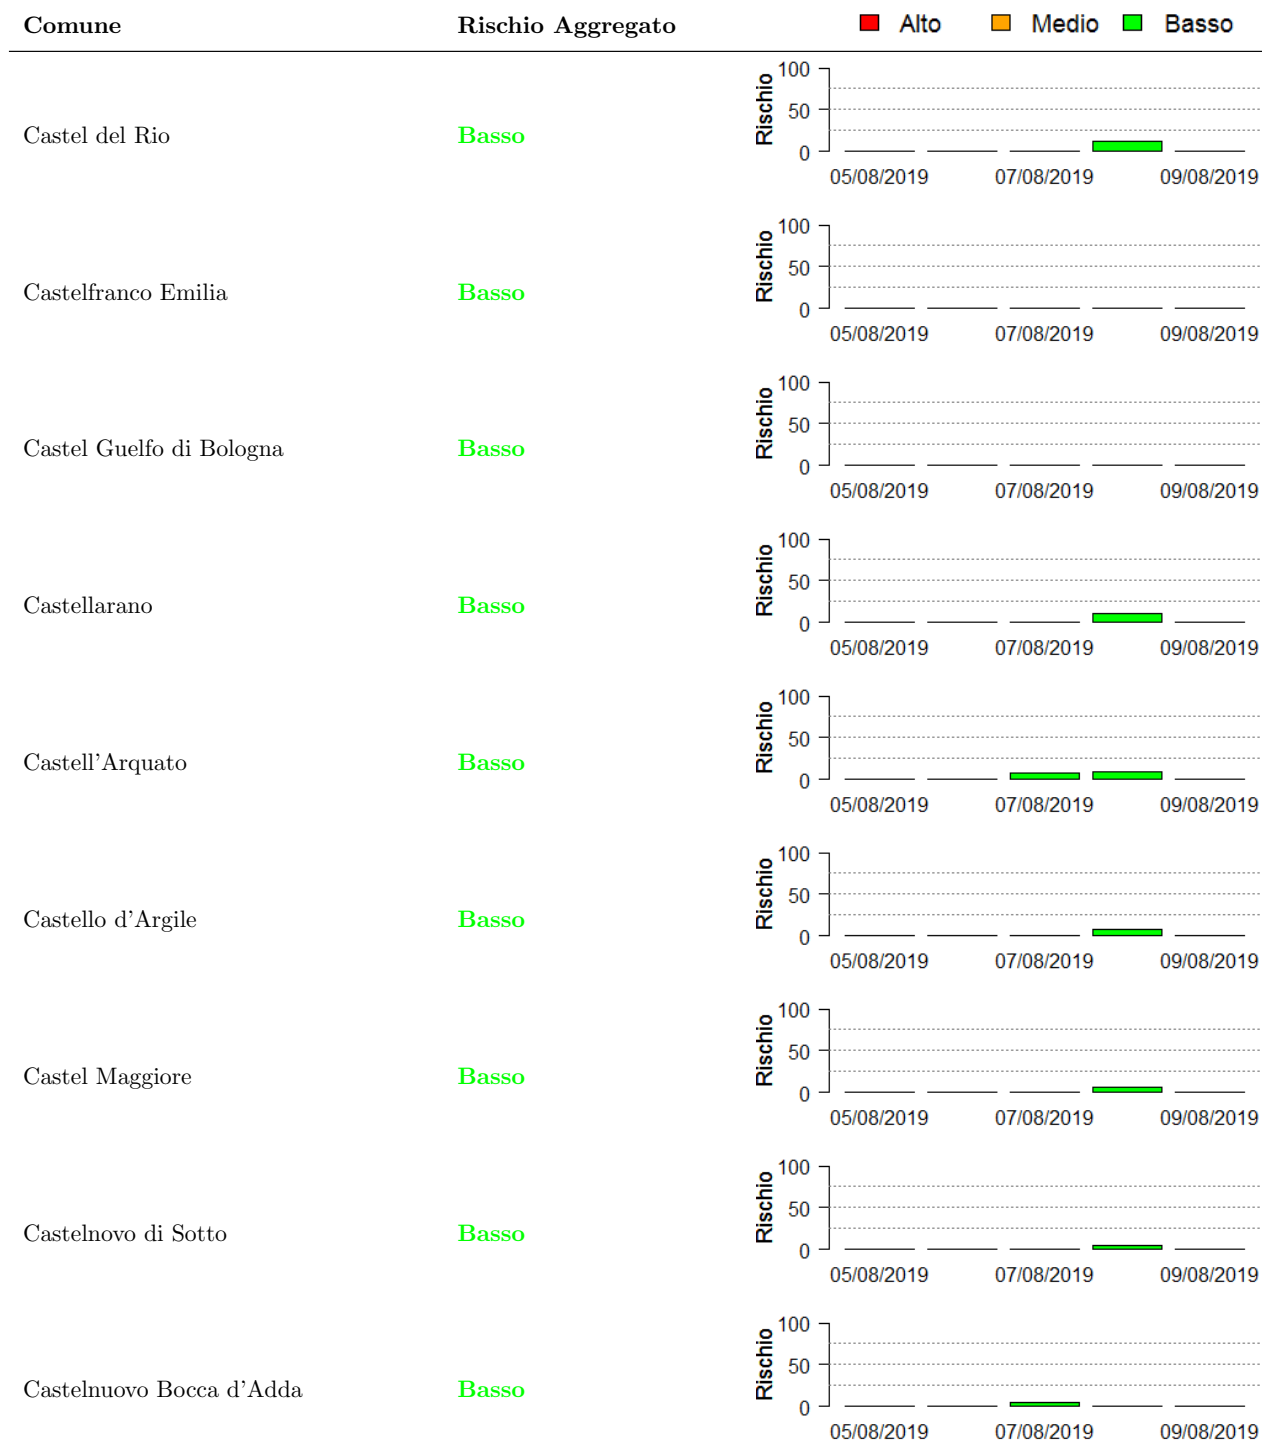 Comune Rischio Aggregato Alto Medio Basso
100
Rischio
50
Castel del Rio Basso
0
05/08/2019 07/08/2019 09/08/2019
100
Rischio
50
Castelfranco Emilia Basso
0
05/08/2019 07/08/2019 09/08/2019
100
Rischio
50
Castel Guelfo di Bologna Basso
0
05/08/2019 07/08/2019 09/08/2019
100
Rischio
50
Castellarano Basso
0
05/08/2019 07/08/2019 09/08/2019
100
Rischio
50
Castell'Arquato Basso
0
05/08/2019 07/08/2019 09/08/2019
100
Rischio
50
Castello d'Argile Basso
0
05/08/2019 07/08/2019 09/08/2019
100
Rischio
50
Castel Maggiore Basso
0
05/08/2019 07/08/2019 09/08/2019
100
Rischio
50
Castelnovo di Sotto Basso
0
05/08/2019 07/08/2019 09/08/2019
100
Rischio
50
Castelnuovo Bocca d'Adda Basso
0
05/08/2019 07/08/2019 09/08/2019